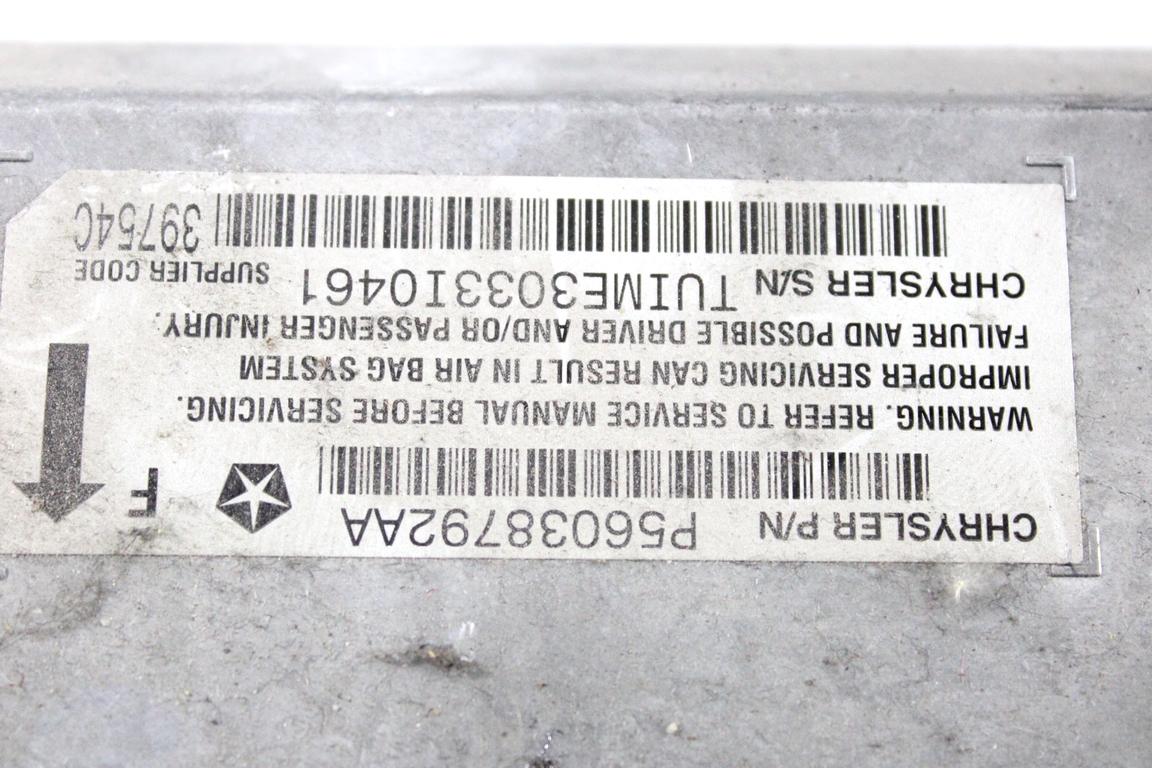 CHRYSLER P/N P56038792AA
F
WARNING. REFER TO SERVICE MANUAL BEFORE SERVICING.
IMPROPER SERVICING CAN RESULT IN AIR BAG SYSTEM
FAILURE AND POSSIBLE DRIVER AND/OR PASSENGER INJURY.
CHRYSLER S/N TUIME3033I0461
SUPPLIER CODE
39754C